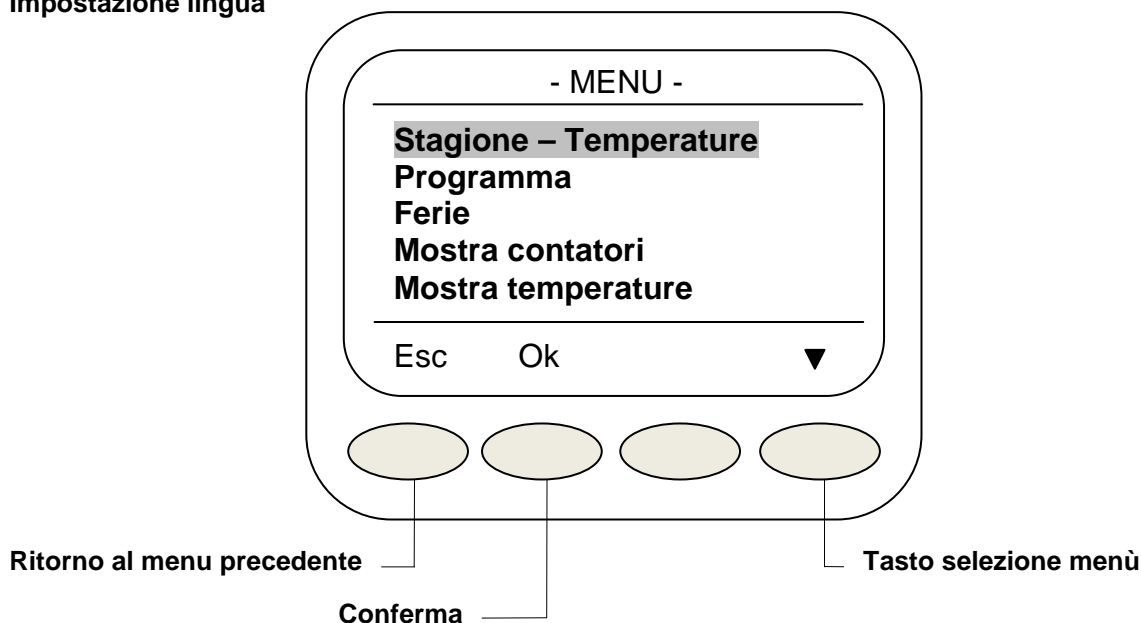 Impostazione lingua
- MENU -
Stagione – Temperature
Programma
Ferie
Mostra contatori
Mostra temperature
Esc Ok ▼
Ritorno al menu precedente
Tasto selezione menù
Conferma